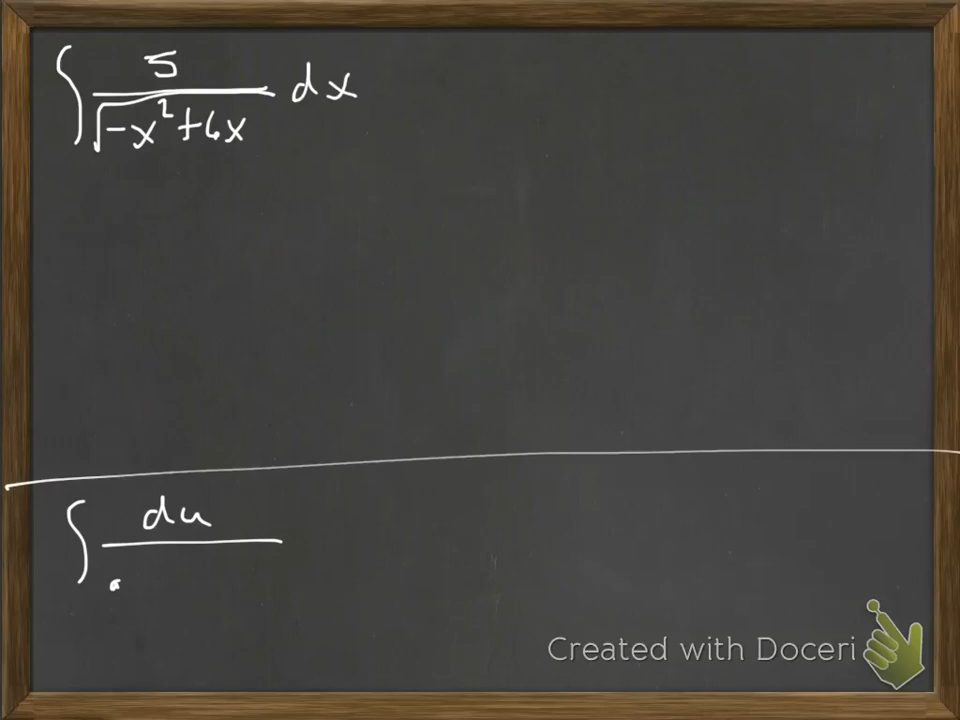 ∫ 5 / √(-x² + 6x) dx
∫ du
Created with Doceri